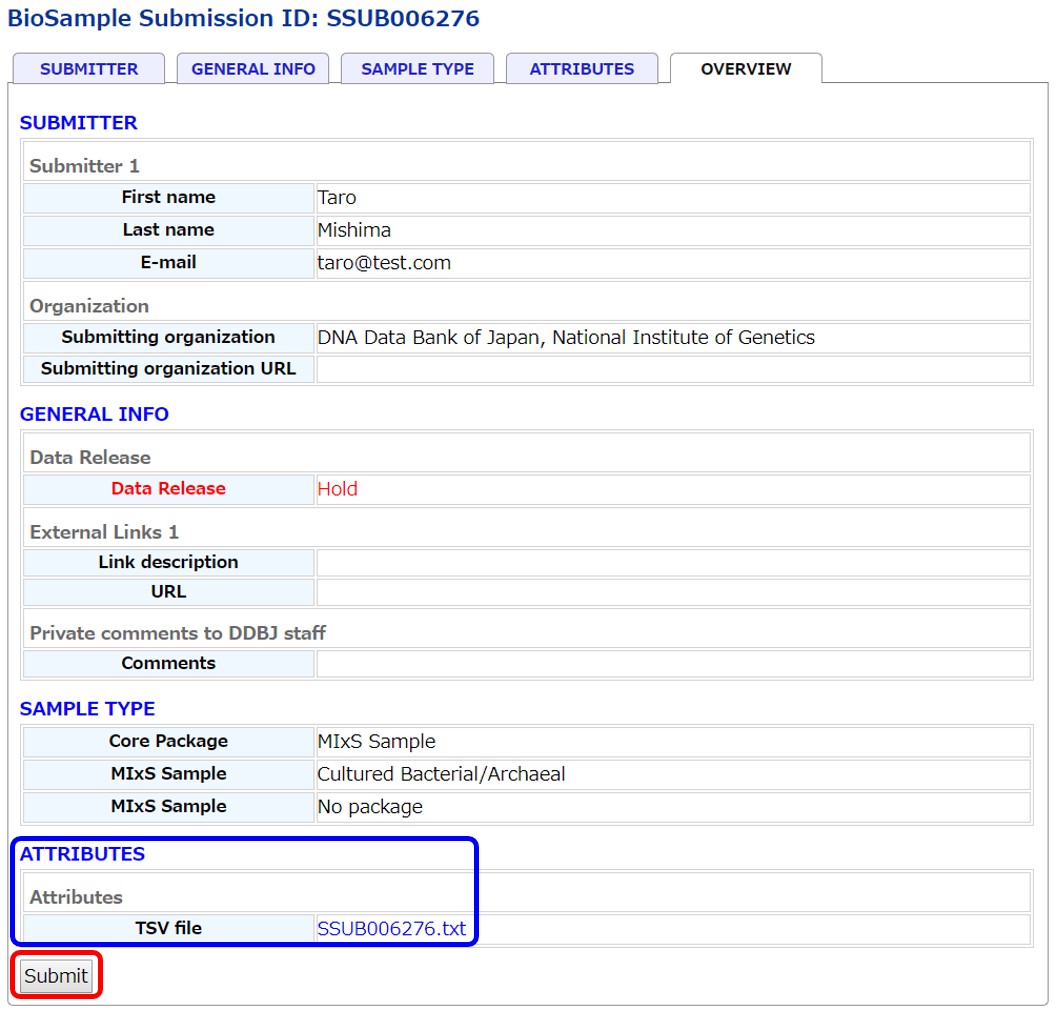 BioSample Submission ID: SSUB006276
SUBMITTER GENERAL INFO SAMPLE TYPE ATTRIBUTES OVERVIEW
SUBMITTER
Submitter 1
First name Taro
Last name Mishima
E-mail taro@test.com
Organization
Submitting organization DNA Data Bank of Japan, National Institute of Genetics
Submitting organization URL
GENERAL INFO
Data Release
Data Release Hold
External Links 1
Link description
URL
Private comments to DDBJ staff
Comments
SAMPLE TYPE
Core Package MIxS Sample
MIxS Sample Cultured Bacterial/Archaeal
MIxS Sample No package
ATTRIBUTES
Attributes
TSV file SSUB006276.txt
Submit